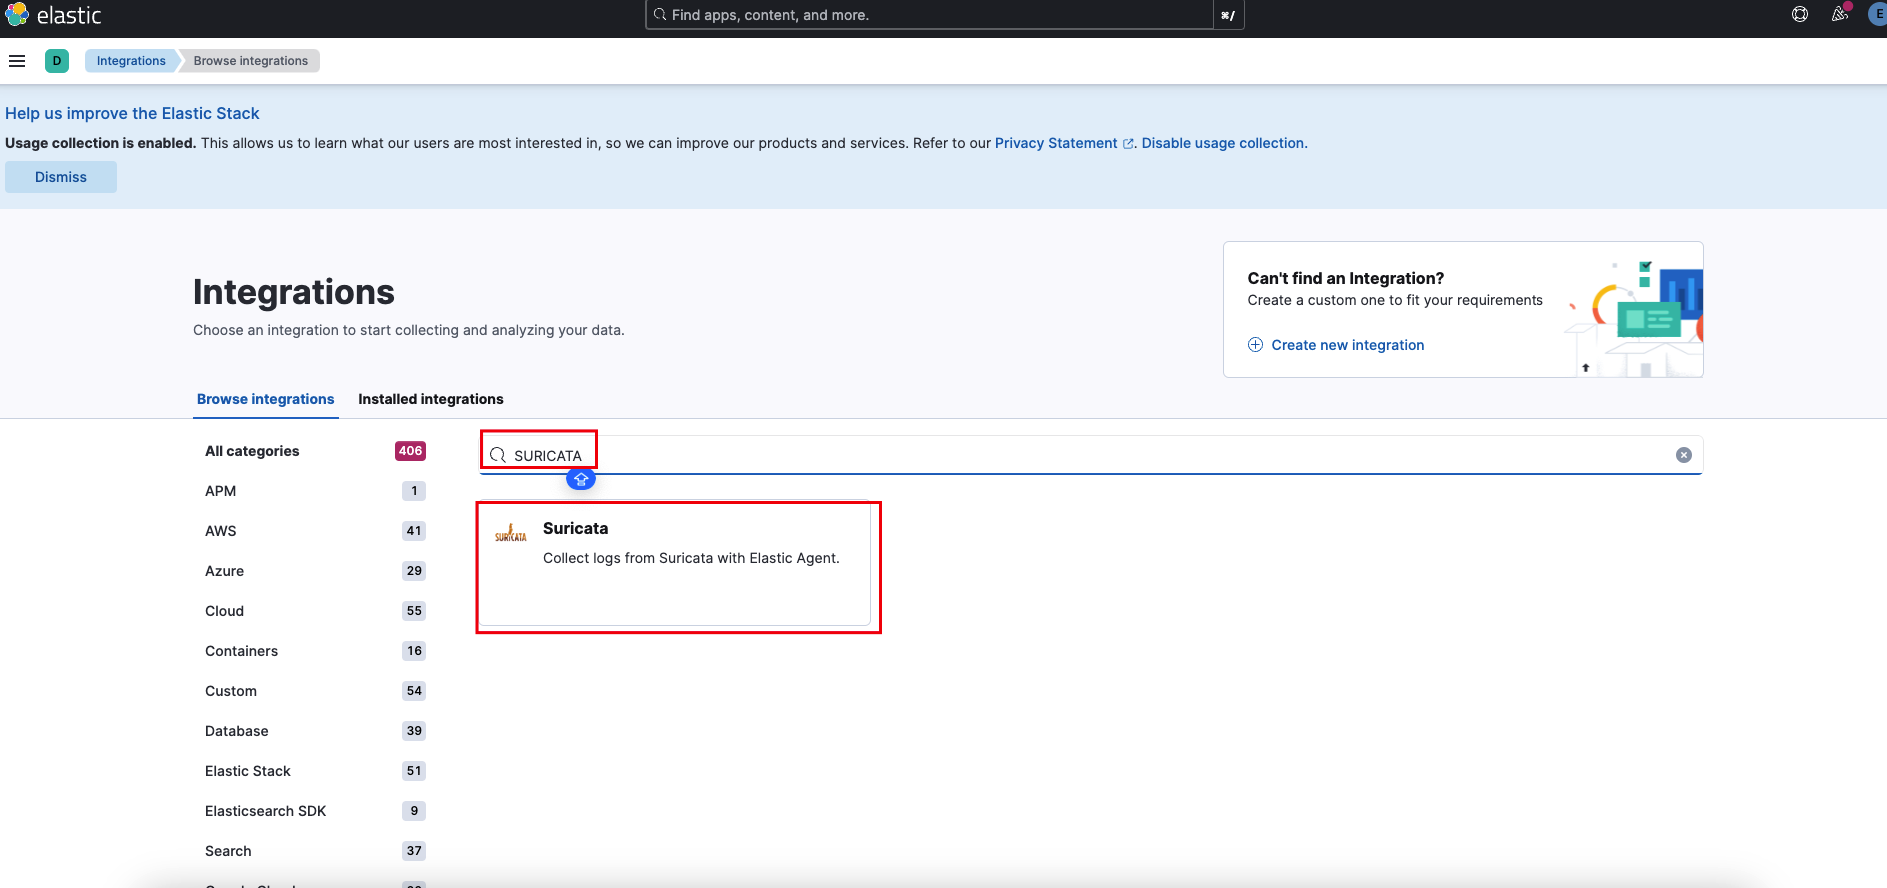 elastic
Find apps, content, and more.
⌘/
E
D
Integrations
Browse integrations
Help us improve the Elastic Stack
Usage collection is enabled. This allows us to learn what our users are most interested in, so we can improve our products and services. Refer to our Privacy Statement. Disable usage collection.
Dismiss
Integrations
Choose an integration to start collecting and analyzing your data.
Can't find an Integration?
Create a custom one to fit your requirements
Create new integration
Browse integrations
Installed integrations
All categories 406
APM 1
AWS 41
Azure 29
Cloud 55
Containers 16
Custom 54
Database 39
Elastic Stack 51
Elasticsearch SDK 9
Search 37
SURICATA
SURICATA
Suricata
Collect logs from Suricata with Elastic Agent.